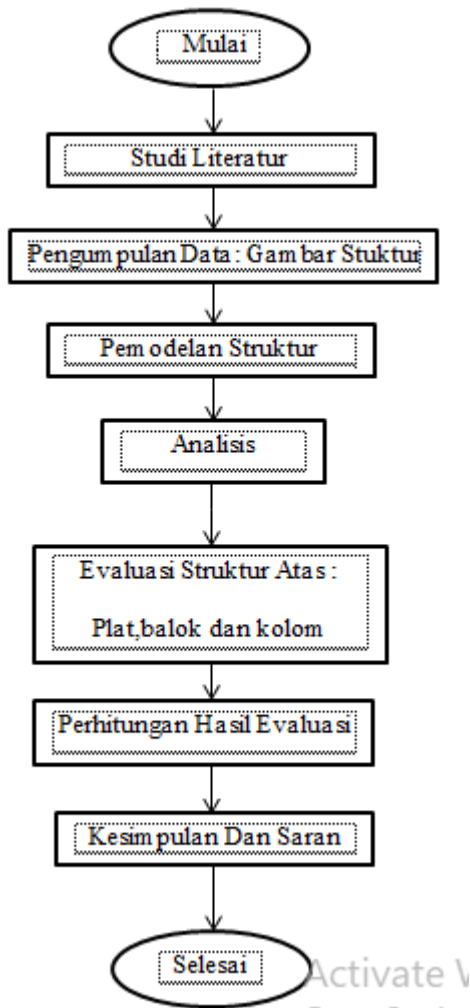 Mulai
Studi Literatur
Pengumpulan Data : Gambar Stuktur
Pemodelan Struktur
Analisis
Evaluasi Struktur Atas :
Plat,balok dan kolom
Perhitungan Hasil Evaluasi
Kesimpulan Dan Saran
Selesai
Activate